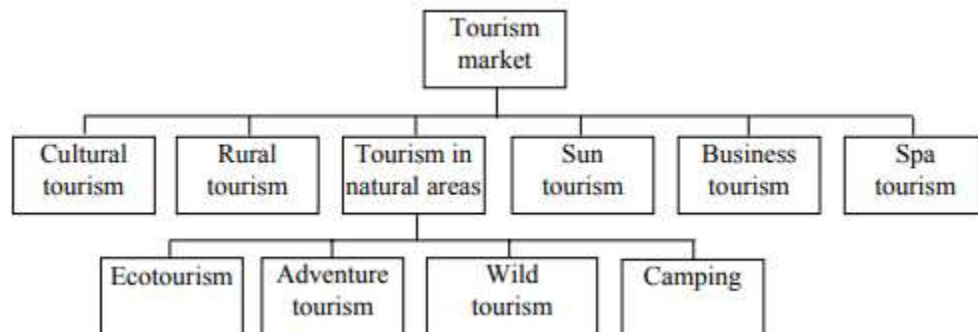 Tourism
market
Cultural
tourism
Rural
tourism
Tourism in
natural areas
Sun
tourism
Business
tourism
Spa
tourism
Ecotourism
Adventure
tourism
Wild
tourism
Camping